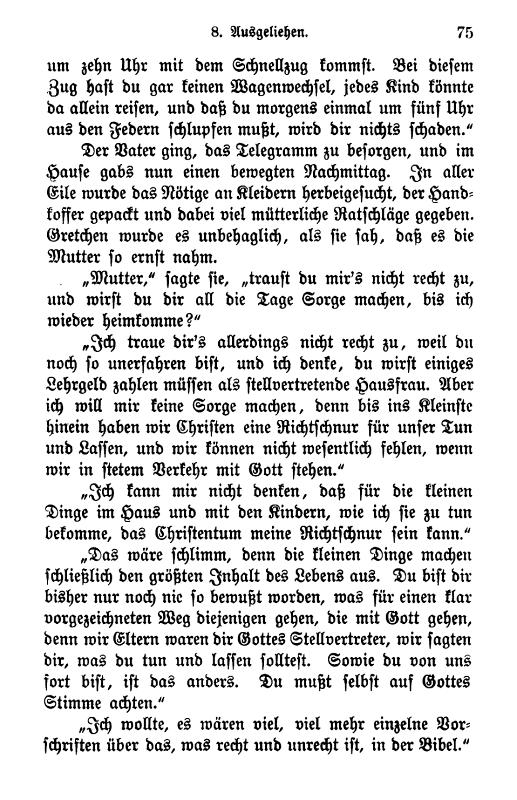 8. Ausgeliehen. 75
um zehn Uhr mit dem Schnellzug kommst. Bei diesem
Zug hast du gar keinen Wagenwechsel, jedes Kind könnte
da allein reisen, und daß du morgens einmal um fünf Uhr
aus den Federn schlupfen mußt, wird dir nichts schaden.“
Der Vater ging, das Telegramm zu besorgen, und im
Hause gabs nun einen bewegten Nachmittag. In aller
Eile wurde das Nötige an Kleidern herbeigesucht, der Hand-
koffer gepackt und dabei viel mütterliche Ratschläge gegeben.
Gretchen wurde es unbehaglich, als sie sah, daß es die
Mutter so ernst nahm.
„Mutter,“ sagte sie, „traust du mir's nicht recht zu,
und wirst du dir all die Tage Sorge machen, bis ich
wieder heimkomme?“
„Ich traue dir's allerdings nicht recht zu, weil du
noch so unerfahren bist, und ich denke, du wirst einiges
Lehrgeld zahlen müssen als stellvertretende Hausfrau. Aber
ich will mir keine Sorge machen, denn bis ins Kleinste
hinein haben wir Christen eine Richtschnur für unser Tun
und Lassen, und wir können nicht wesentlich fehlen, wenn
wir in stetem Verkehr mit Gott stehen.“
„Ich kann mir nicht denken, daß für die kleinen
Dinge im Haus und mit den Kindern, wie ich sie zu tun
bekomme, das Christentum meine Richtschnur sein kann.“
„Das wäre schlimm, denn die kleinen Dinge machen
schließlich den größten Inhalt des Lebens aus. Du bist dir
bisher nur noch nie so bewußt worden, was für einen klar
vorgezeichneten Weg diejenigen gehen, die mit Gott gehen,
denn wir Eltern waren dir Gottes Stellvertreter, wir sagten
dir, was du tun und lassen solltest. Sowie du von uns
fort bist, ist das anders. Du mußt selbst auf Gottes
Stimme achten.“
„Ich wollte, es wären viel, viel mehr einzelne Vor-
schriften über das, was recht und unrecht ist, in der Bibel.“